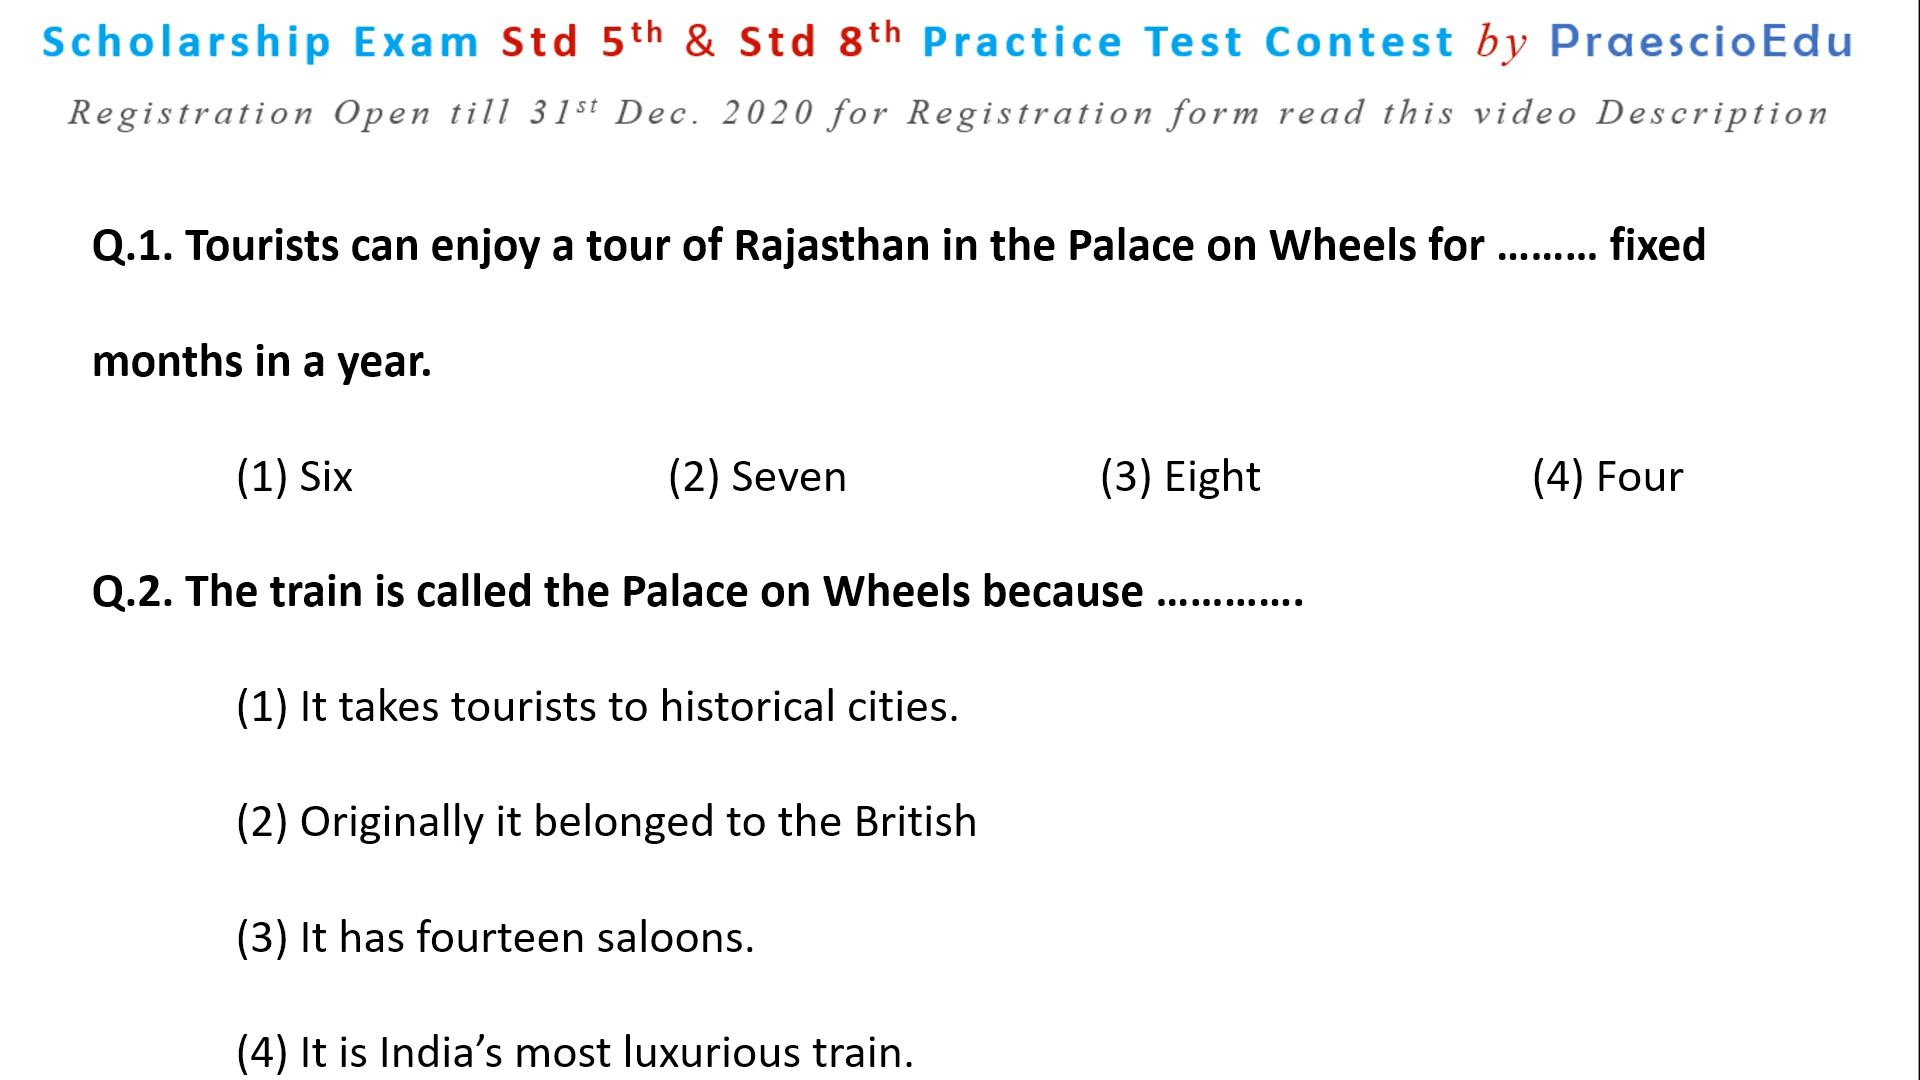 Scholarship Exam Std 5th & Std 8th Practice Test Contest by PraescioEdu
Registration Open till 31st Dec. 2020 for Registration form read this video Description
Q.1. Tourists can enjoy a tour of Rajasthan in the Palace on Wheels for ......... fixed
months in a year.
(1) Six (2) Seven (3) Eight (4) Four
Q.2. The train is called the Palace on Wheels because .............
(1) It takes tourists to historical cities.
(2) Originally it belonged to the British
(3) It has fourteen saloons.
(4) It is India’s most luxurious train.